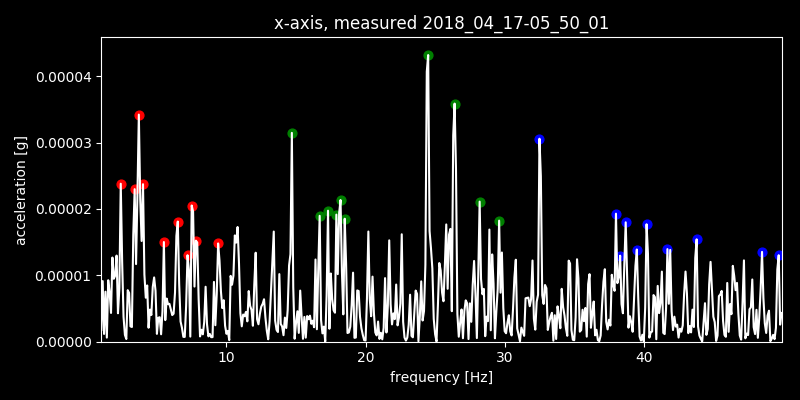 x-axis, measured 2018_04_17-05_50_01
acceleration [g]
0.00004
0.00003
0.00002
0.00001
0.00000
10 20 30 40
frequency [Hz]